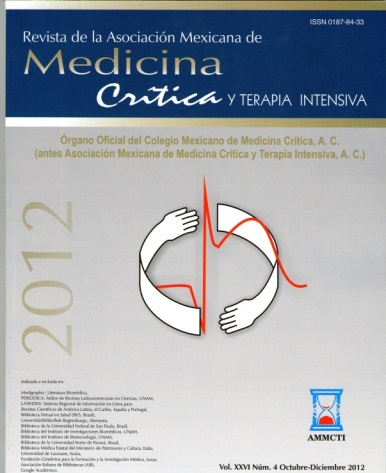 ISSN 0187-84-33
Revista de la Asociación Mexicana de
Medicina
Crítica Y TERAPIA INTENSIVA
Órgano Oficial del Colegio Mexicano de Medicina Crítica, A. C.
(antes Asociación Mexicana de Medicina Crítica y Terapia Intensiva, A. C.)
2012
Indizada e incluida en:
Medigraphic: Literatura Biomédica,
PERIODICA: Índice de Revistas Latinoamericanas en Ciencias, UNAM,
LATINDEX: Sistema Regional de Información en Línea para
Revistas Científicas de América Latina, el Caribe, España y Portugal,
Biblioteca Virtual en Salud (BVS, Brasil),
Biblioteca de la Universidad Federal de Sao Paulo, Brasil,
Biblioteca del Instituto de Investigaciones Biomédicas, UNAM,
Biblioteca del Instituto de Biotecnología, UNAM,
Biblioteca de la Universidad Norte de Paraná, Brasil,
Biblioteca Médica Estatal del Ministerio de Patrimonio y Cultura, Italia,
Universidad de Lausanne, Suiza,
Fundación Ginebrina para la Formación y la Investigación Médica, Suiza,
Asociación Italiana de Bibliotecas (AIB),
Google Académico.
AMMCTI
Vol. XXVI Núm. 4 Octubre-Diciembre 2012